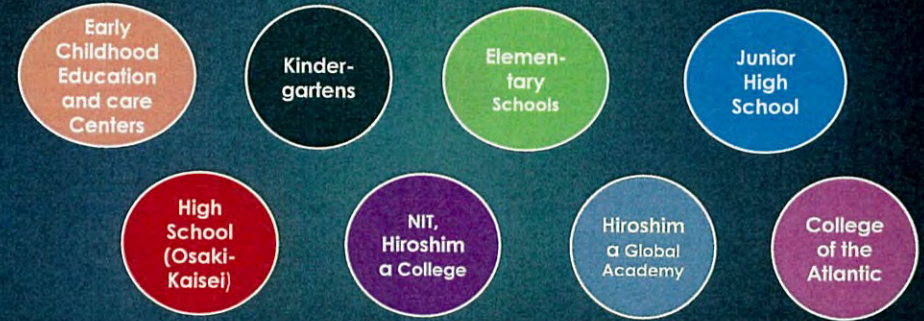 Early
Childhood
Education
and care
Centers
Kinder-
gartens
Elemen-
tary
Schools
Junior
High
School
High
School
(Osaki-
Kaisei)
NIT,
Hiroshim
a College
Hiroshim
a Global
Academy
College
of the
Atlantic